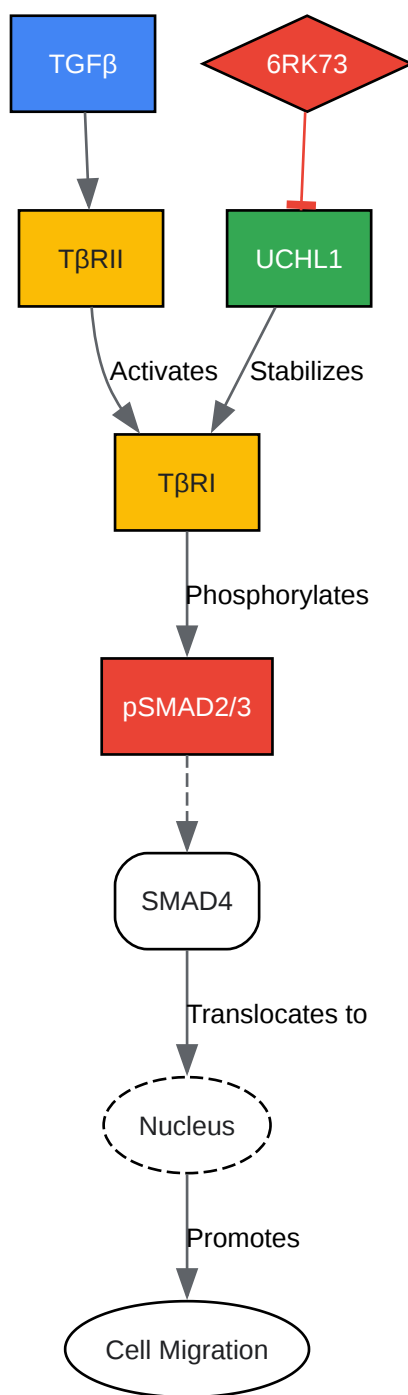 TGFβ
6RK73
TβRII
UCHL1
Activates
Stabilizes
TβRI
Phosphorylates
pSMAD2/3
SMAD4
Translocates to
Nucleus
Promotes
Cell Migration